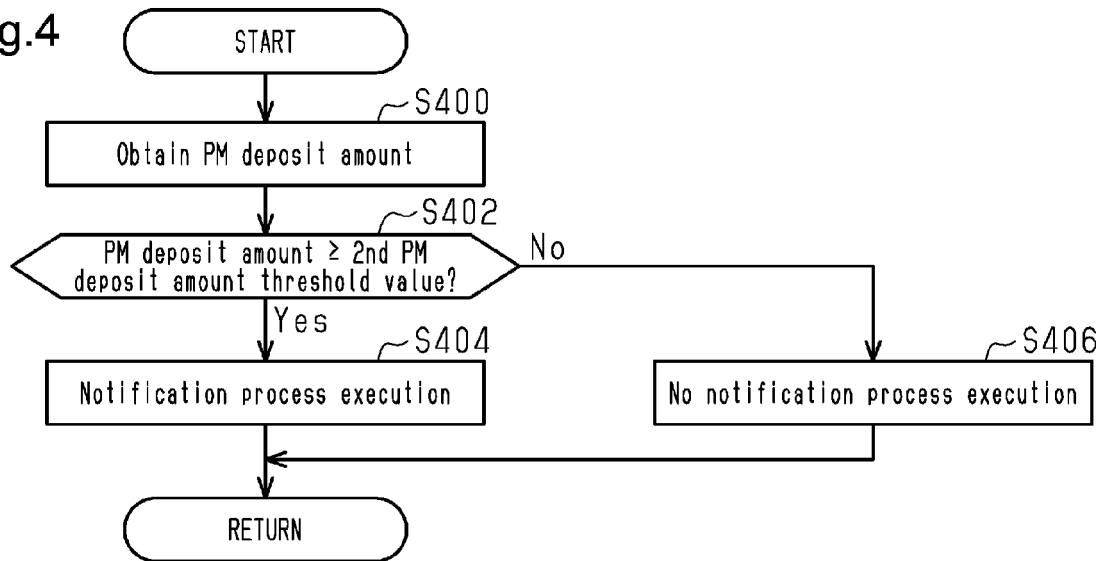 g.4
START
S400
Obtain PM deposit amount
S402
PM deposit amount ≥ 2nd PM
deposit amount threshold value?
No
Yes
S404
Notification process execution
S406
No notification process execution
RETURN